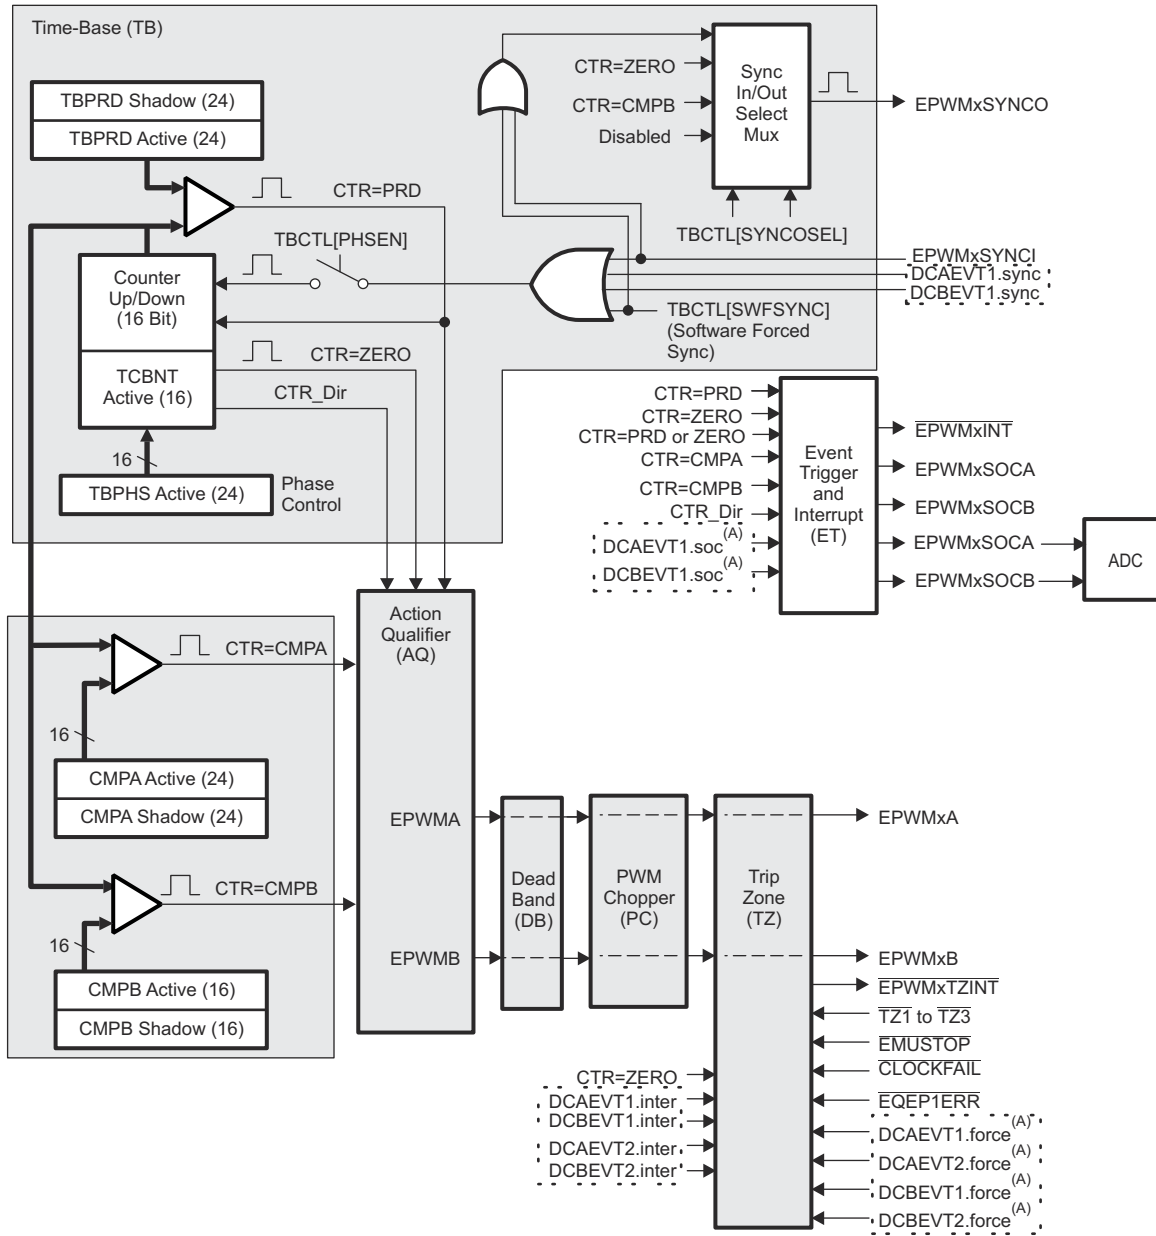 Time-Base (TB)
TBPRD Shadow (24)
TBPRD Active (24)
CTR=PRD
TBCTL[PHSEN]
Counter
Up/Down
(16 Bit)
TCBNT
Active (16)
CTR=ZERO
CTR_Dir
16
TBPHS Active (24)
Phase
Control
CTR=ZERO
CTR=CMPB
Disabled
Sync
In/Out
Select
Mux
EPWMxSYNCO
TBCTL[SYNCOSEL]
EPWMxSYNCI
DCAEVT1.sync
DCBEVT1.sync
TBCTL[SWFSYNC]
(Software Forced
Sync)
CTR=PRD
CTR=ZERO
CTR=PRD or ZERO
CTR=CMPA
CTR=CMPB
CTR_Dir
DCAEVT1.soc(A)
DCBEVT1.soc(A)
Event
Trigger
and
Interrupt
(ET)
EPWMxINT
EPWMxSOCA
EPWMxSOCB
EPWMxSOCA
EPWMxSOCB
ADC
Action
Qualifier
(AQ)
CTR=CMPA
16
CMPA Active (24)
CMPA Shadow (24)
CTR=CMPB
16
CMPB Active (16)
CMPB Shadow (16)
EPWMA
EPWMB
Dead
Band
(DB)
PWM
Chopper
(PC)
Trip
Zone
(TZ)
EPWMxA
EPWMxB
EPWMxTZINT
TZ1 to TZ3
EMUSTOP
CLOCKFAIL
EQEP1ERR
DCAEVT1.force(A)
DCAEVT2.force(A)
DCBEVT1.force(A)
DCBEVT2.force(A)
CTR=ZERO
DCAEVT1.inter
DCBEVT1.inter
DCAEVT2.inter
DCBEVT2.inter